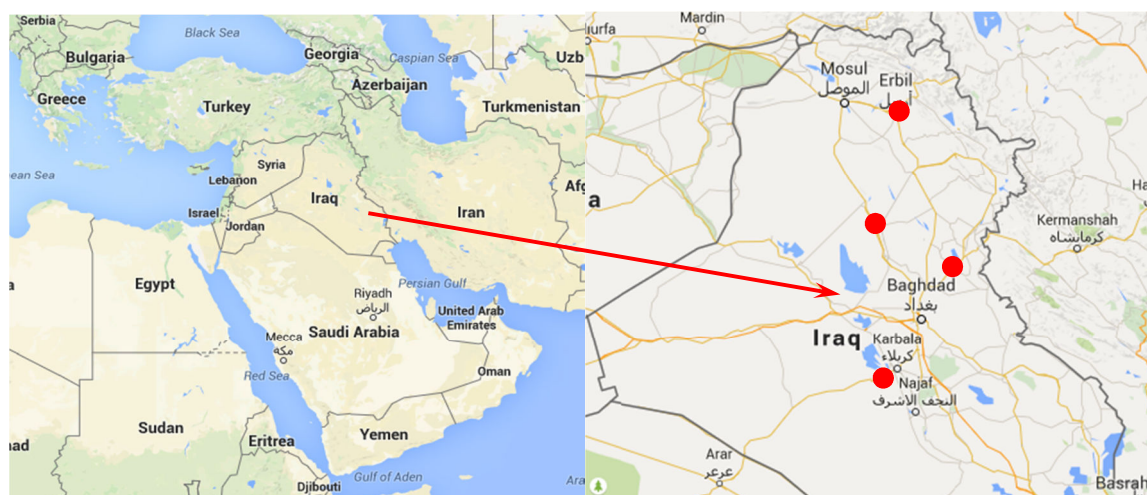 Serbia
Black Sea
Bulgaria
Georgia
Caspian Sea
Uzb
Azerbaijan
Greece
Turkey
Turkmenistan
Syria
ean Sea
Lebanon
Afg
Iraq
Israel
Iran
Jordan
Egypt
Persian Gulf
Riyadh
الرياض
United Arab
Emirates
Saudi Arabia
Mecca
مكة
Oman
Red Sea
Sudan
ad
Eritrea
Yemen
Gulf of Aden
Djibouti
Ara
Mardin
urfa
Mosul
الموصل
Erbil
a
Ha
Kermanshah
كرمانشاه
Baghdad
بغداد
Iraq
Karbala
كربلاء
Najaf
النجف الاشرف
Arar
عرعر
Basrah